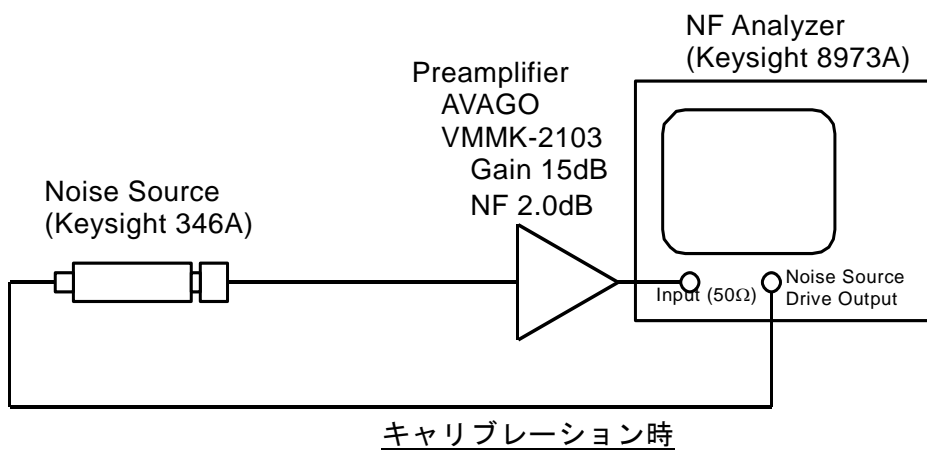 NF Analyzer
(Keysight 8973A)
Preamplifier
AVAGO
VMMK-2103
Gain 15dB
NF 2.0dB
Noise Source
(Keysight 346A)
Input (50Ω)
Noise Source
Drive Output
キャリブレーション時